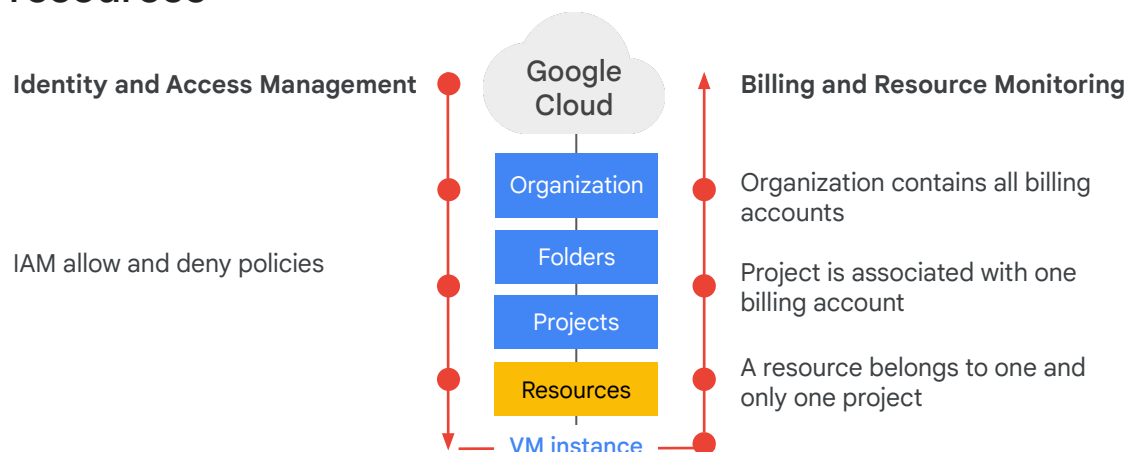 resources
Identity and Access Management
Google
Cloud
Billing and Resource Monitoring
Organization
Organization contains all billing
accounts
IAM allow and deny policies
Folders
Project is associated with one
billing account
Projects
A resource belongs to one and
only one project
Resources
VM instance